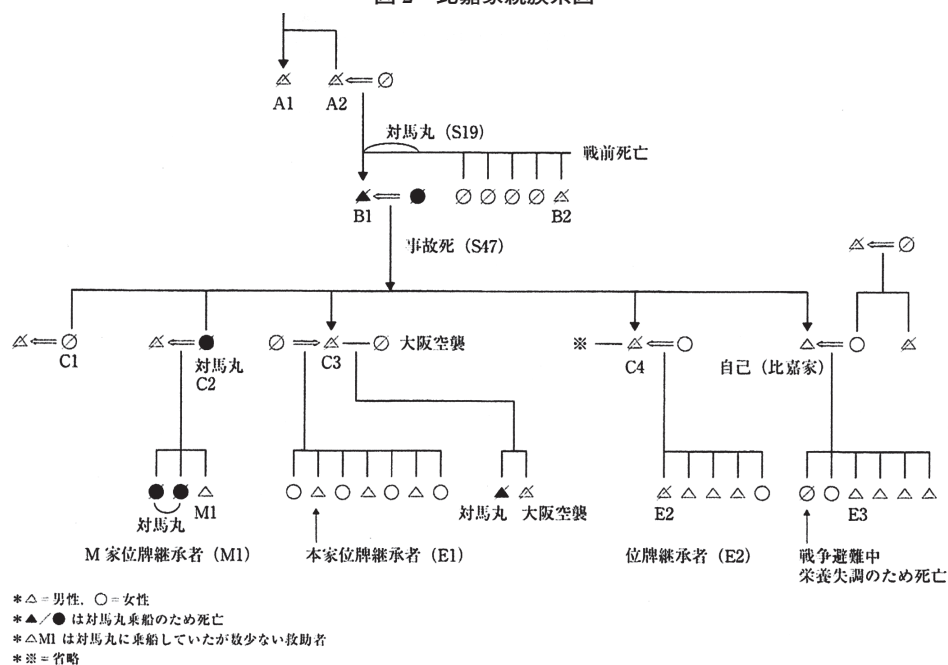 図2 比嘉家親族系図
A1 A2
対馬丸（S19）
戦前死亡
B1 B2
事故死（S47）
C1
対馬丸
C2
C3
大阪空襲
※
C4
自己（比嘉家）
M1
対馬丸
対馬丸 大阪空襲
E2
E3
M家位牌継承者（M1）
本家位牌継承者（E1）
位牌継承者（E2）
戦争避難中
栄養失調のため死亡
＊△＝男性，○＝女性
＊▲／●は対馬丸乗船のため死亡
＊△M1は対馬丸に乗船していたが数少ない救助者
＊※＝省略